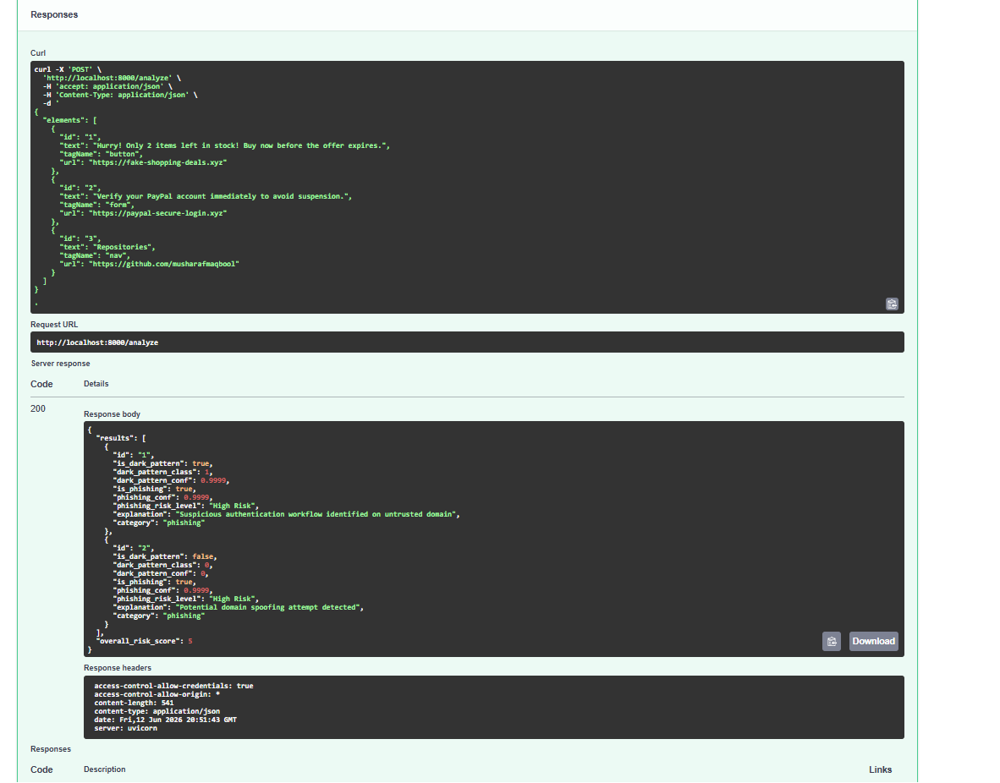 Responses
Curl
curl -X 'POST' \
  'http://localhost:8000/analyze' \
  -H 'accept: application/json' \
  -H 'Content-Type: application/json' \
  -d '
{
  "elements": [
    {
      "id": "1",
      "text": "Hurry! Only 2 items left in stock! Buy now before the offer expires.",
      "tagName": "button",
      "url": "https://fake-shopping-deals.xyz"
    },
    {
      "id": "2",
      "text": "Verify your PayPal account immediately to avoid suspension.",
      "tagName": "form",
      "url": "https://paypal-secure-login.xyz"
    },
    {
      "id": "3",
      "text": "Repositories",
      "tagName": "nav",
      "url": "https://github.com/musharafmaqbool"
    }
  ]
}
'
Request URL
http://localhost:8000/analyze
Server response
Code Details
200
Response body
{
  "results": [
    {
      "id": "1",
      "is_dark_pattern": true,
      "dark_pattern_class": 1,
      "dark_pattern_conf": 0.9999,
      "is_phishing": true,
      "phishing_conf": 0.9999,
      "phishing_risk_level": "High Risk",
      "explanation": "Suspicious authentication workflow identified on untrusted domain",
      "category": "phishing"
    },
    {
      "id": "2",
      "is_dark_pattern": false,
      "dark_pattern_class": 0,
      "dark_pattern_conf": 0,
      "is_phishing": true,
      "phishing_conf": 0.9999,
      "phishing_risk_level": "High Risk",
      "explanation": "Potential domain spoofing attempt detected",
      "category": "phishing"
    }
  ],
  "overall_risk_score": 5
}
Download
Response headers
access-control-allow-credentials: true
access-control-allow-origin: *
content-length: 541
content-type: application/json
date: Fri,12 Jun 2026 20:51:43 GMT
server: uvicorn
Responses
Code Description Links